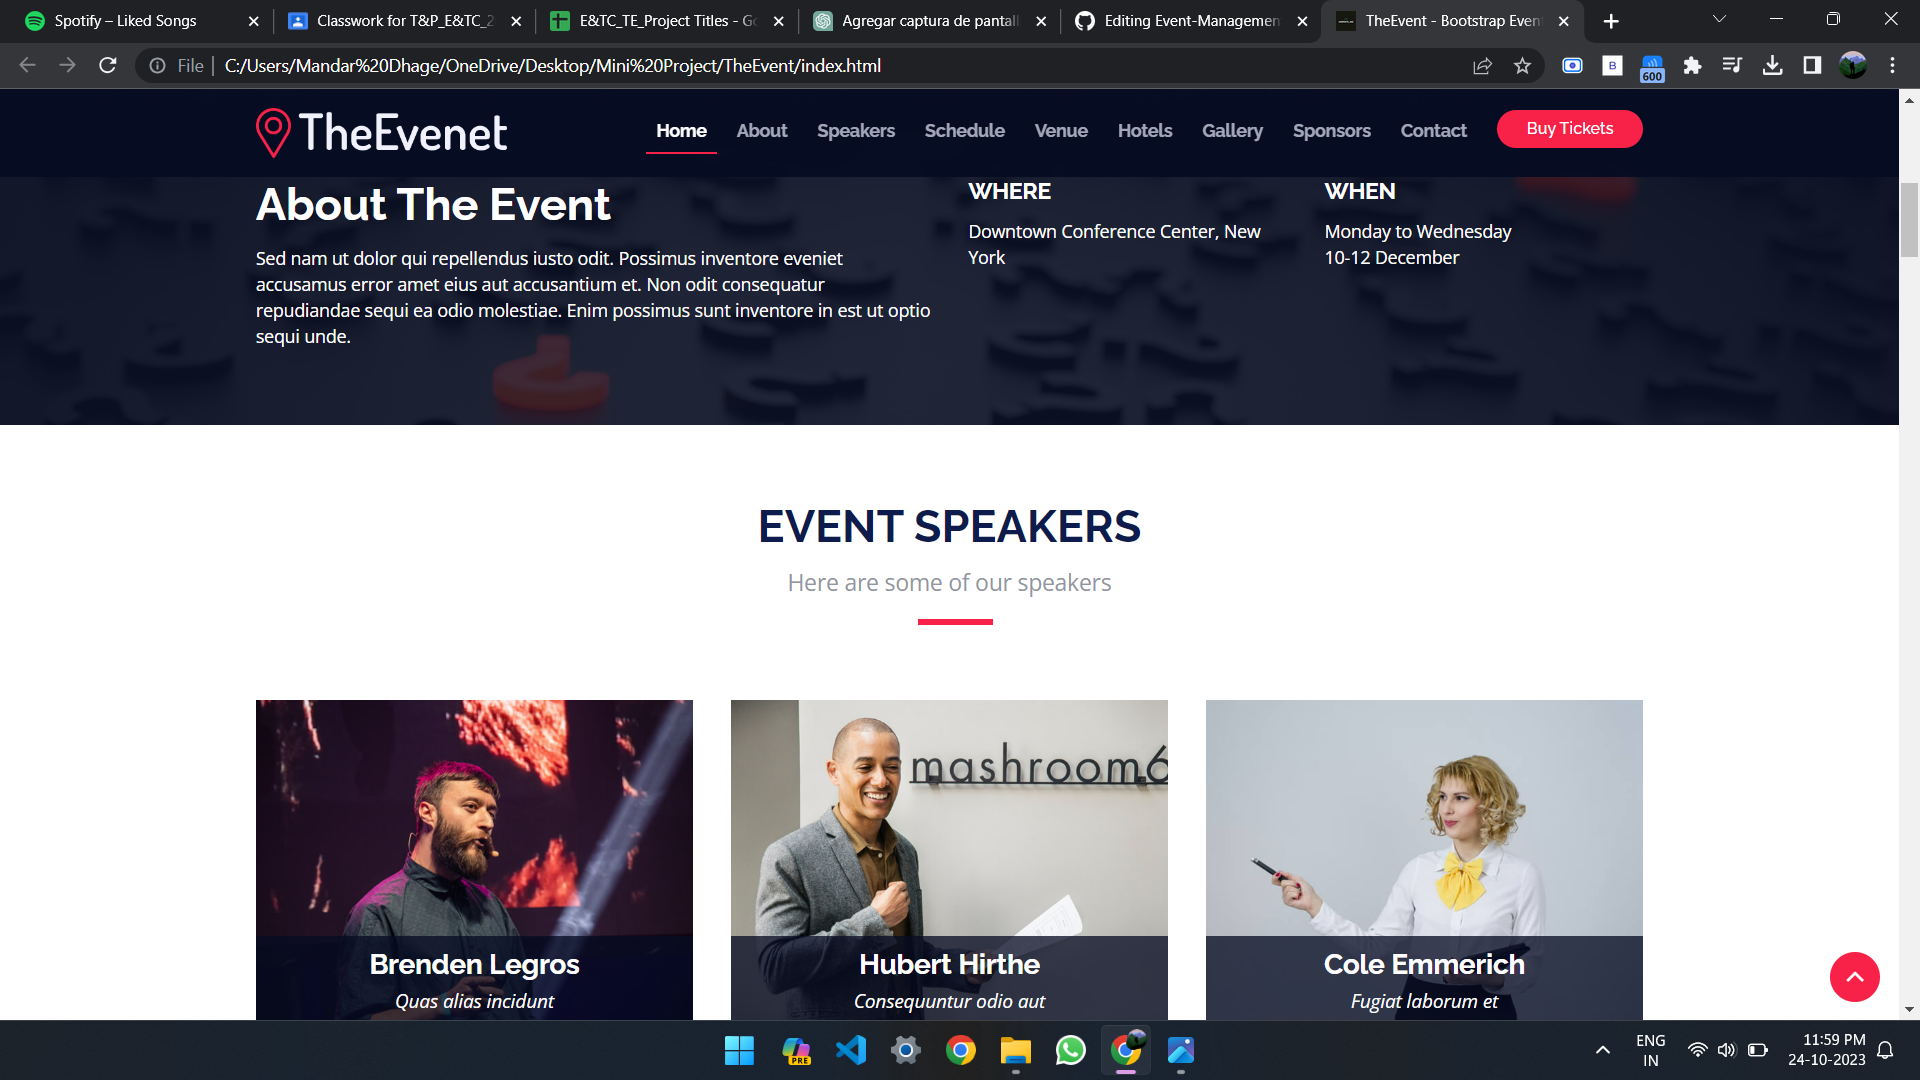 Spotify – Liked Songs
Classwork for T&P_E&TC_2
E&TC_TE_Project Titles - Go
Agregar captura de pantall
Editing Event-Managemen
TheEvent - Bootstrap Even
File
C:/Users/Mandar%20Dhage/OneDrive/Desktop/Mini%20Project/TheEvent/index.html
B
600
TheEvenet
Home
About
Speakers
Schedule
Venue
Hotels
Gallery
Sponsors
Contact
Buy Tickets
About The Event
Sed nam ut dolor qui repellendus iusto odit. Possimus inventore eveniet
accusamus error amet eius aut accusantium et. Non odit consequatur
repudiandae sequi ea odio molestiae. Enim possimus sunt inventore in est ut optio
sequi unde.
WHERE
Downtown Conference Center, New
York
WHEN
Monday to Wednesday
10-12 December
EVENT SPEAKERS
Here are some of our speakers
mashroom6
Brenden Legros
Quas alias incidunt
Hubert Hirthe
Consequuntur odio aut
Cole Emmerich
Fugiat laborum et
PRE
ENG
IN
11:59 PM
24-10-2023